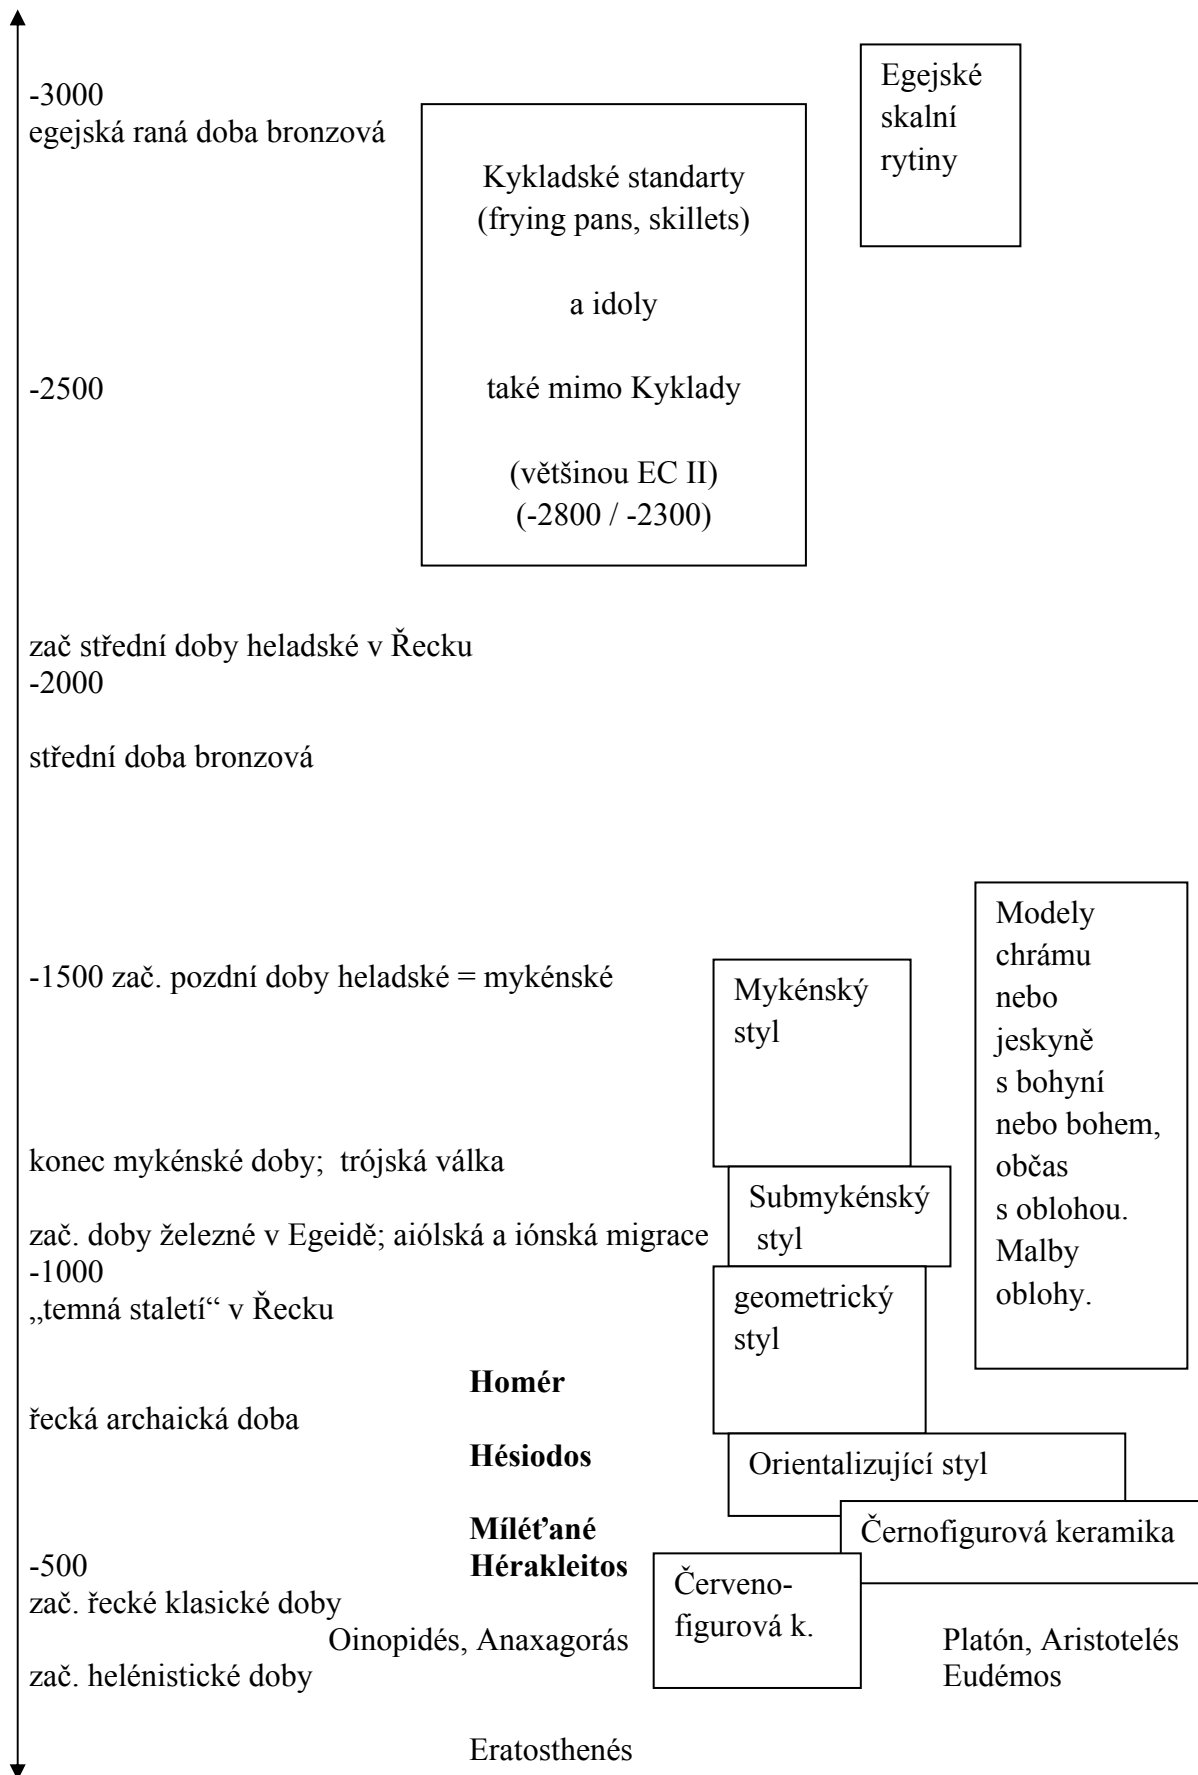 -3000
egejská raná doba bronzová
Egejské
skalní
rytiny
Kykladské standarty
(frying pans, skillets)
a idoly
-2500
také mimo Kyklady
(většinou EC II)
(-2800 / -2300)
zač střední doby heladské v Řecku
-2000
střední doba bronzová
Modely
chrámu
nebo
jeskyně
s bohyní
nebo bohem,
občas
s oblohou.
Malby
oblohy.
-1500 zač. pozdní doby heladské = mykénské
Mykénský
styl
konec mykénské doby;  trójská válka
Submykénský
styl
zač. doby železné v Egeidě; aiólská a iónská migrace
-1000
„temná staletí“ v Řecku
geometrický
styl
Homér
řecká archaická doba
Hésiodos
Orientalizující styl
Míléťané
Černofigurová keramika
-500
Hérakleitos
Červeno-
figurová k.
zač. řecké klasické doby
Oinopidés, Anaxagorás
Platón, Aristotelés
zač. helénistické doby
Eudémos
Eratosthenés